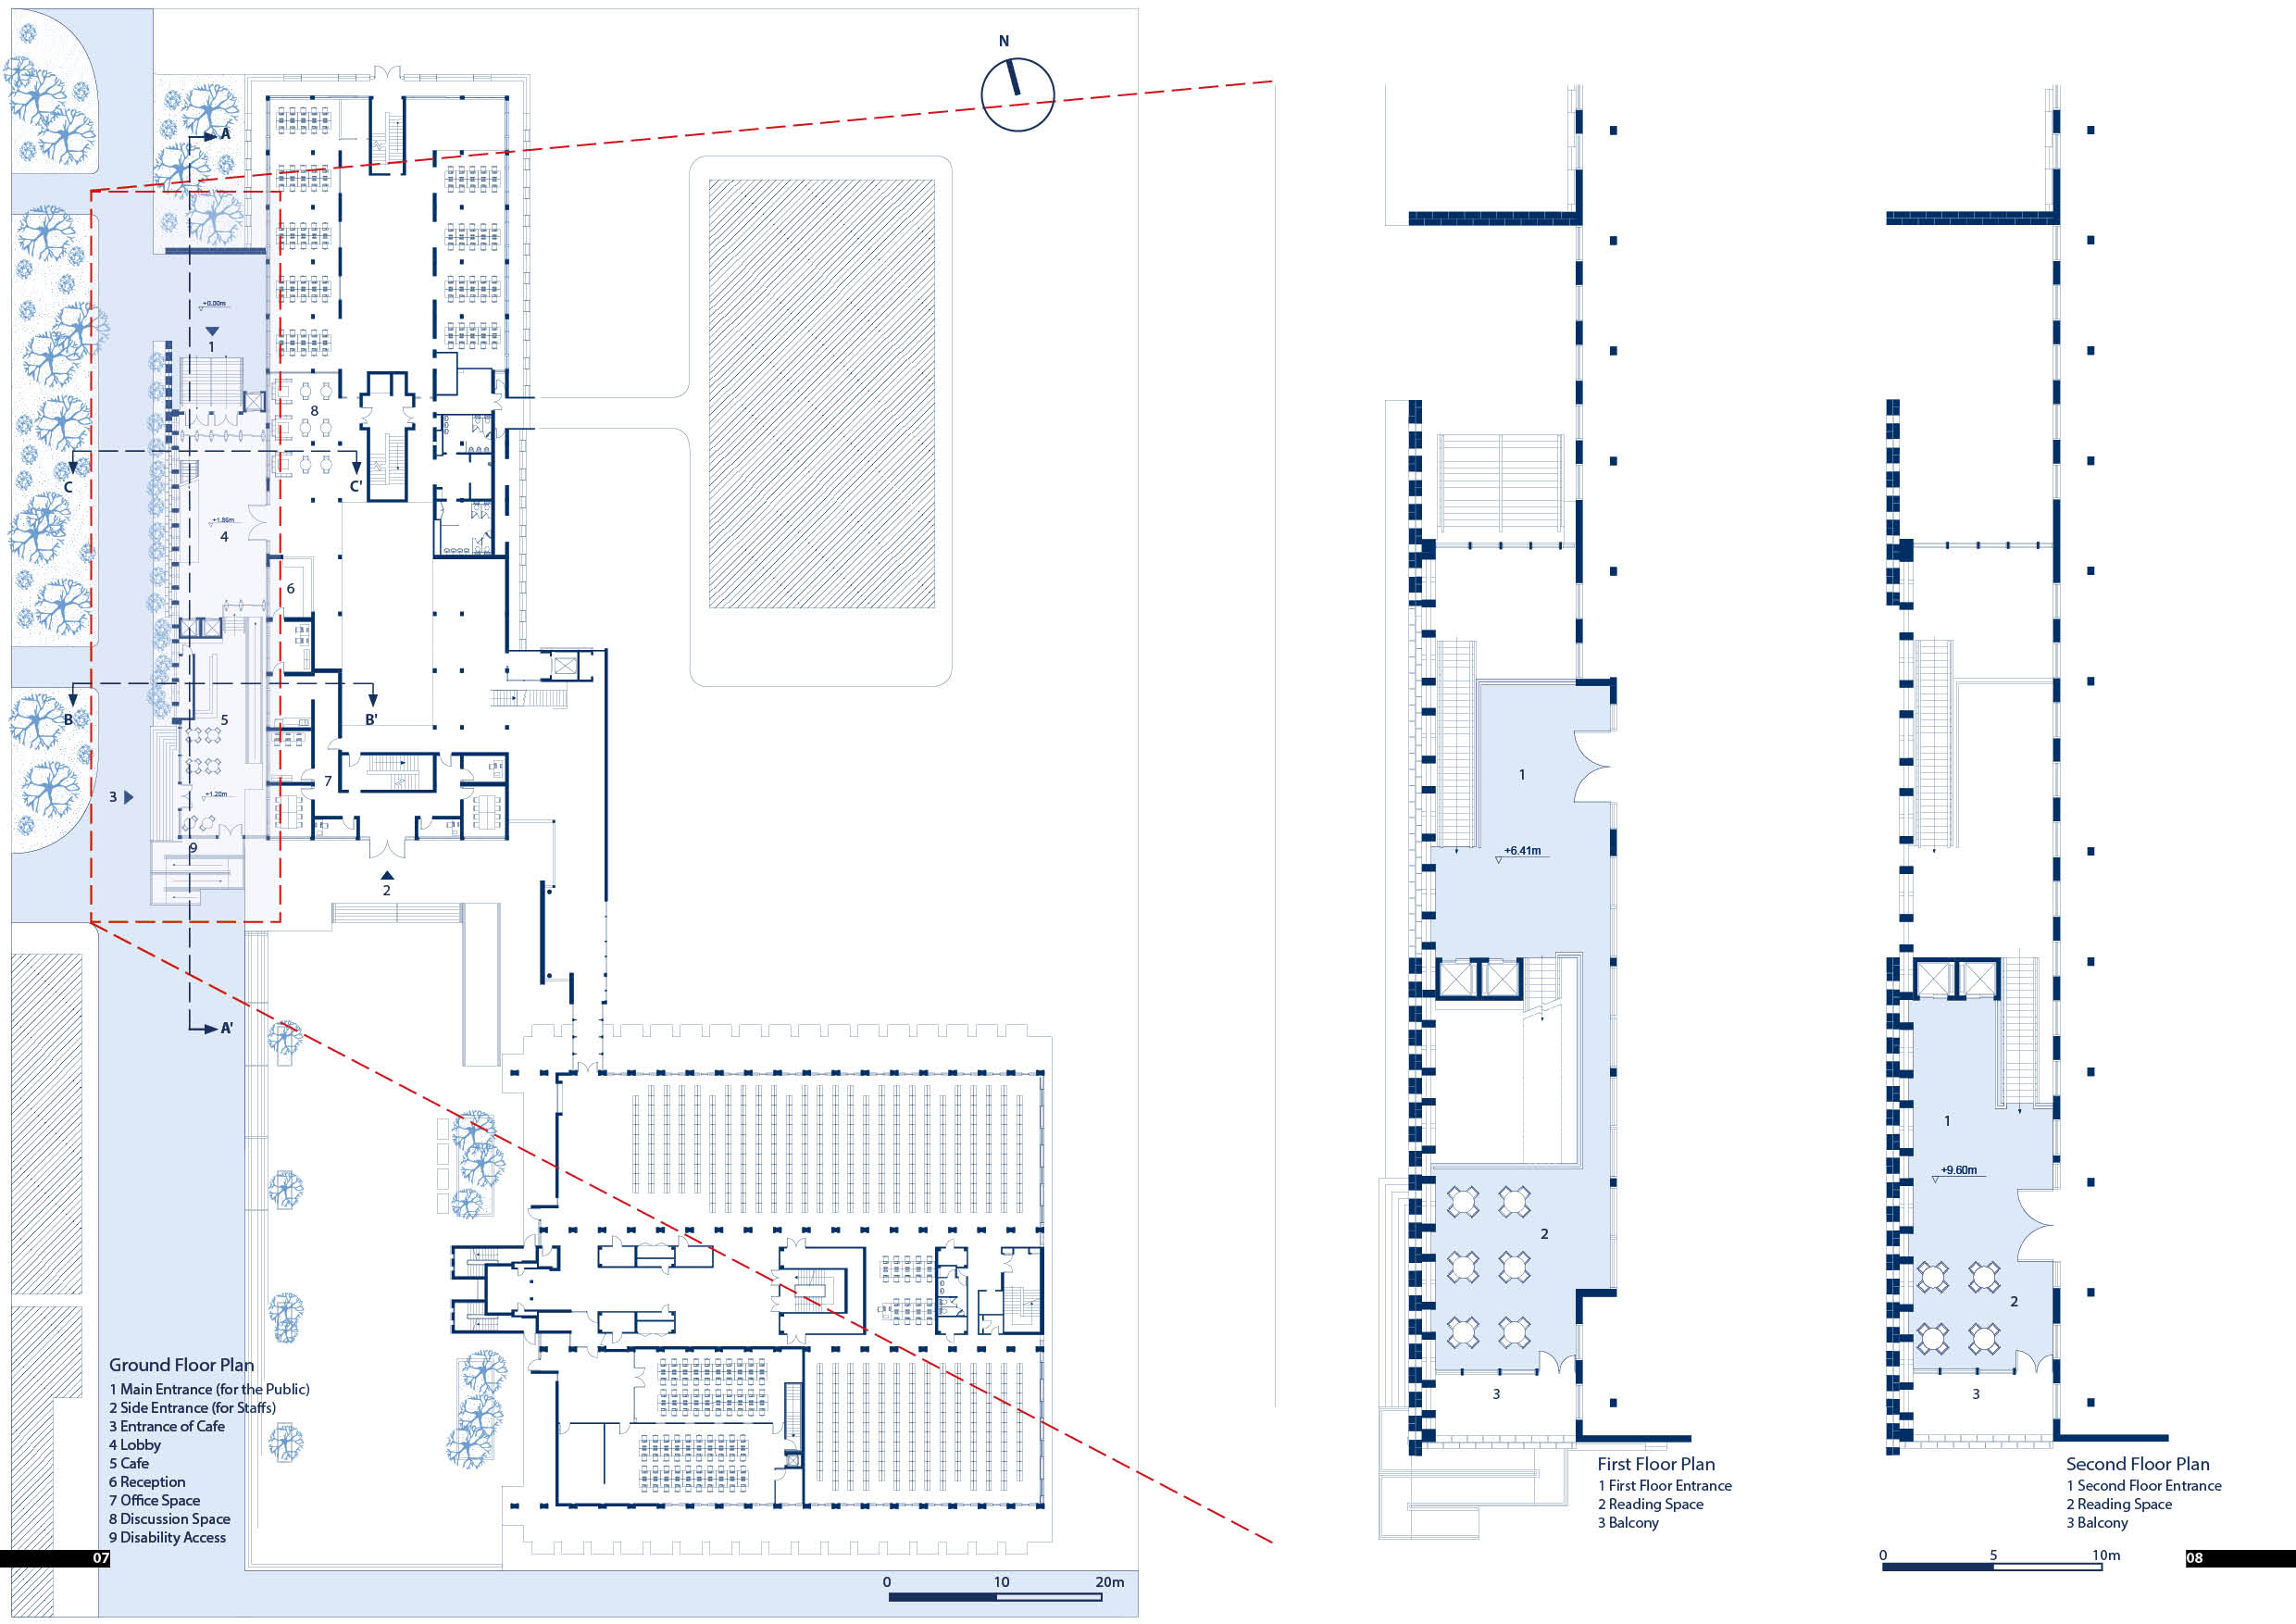 N
A
+0.00m
1
8
C
C'
+1.86m
4
6
B
B'
5
7
3
+1.20m
9
2
A'
Ground Floor Plan
1 Main Entrance (for the Public)
2 Side Entrance (for Staffs)
3 Entrance of Cafe
4 Lobby
5 Cafe
6 Reception
7 Office Space
8 Discussion Space
9 Disability Access
07
0 10 20m
1
+6.41m
2
3
First Floor Plan
1 First Floor Entrance
2 Reading Space
3 Balcony
1
+9.60m
2
3
Second Floor Plan
1 Second Floor Entrance
2 Reading Space
3 Balcony
0 5 10m
08